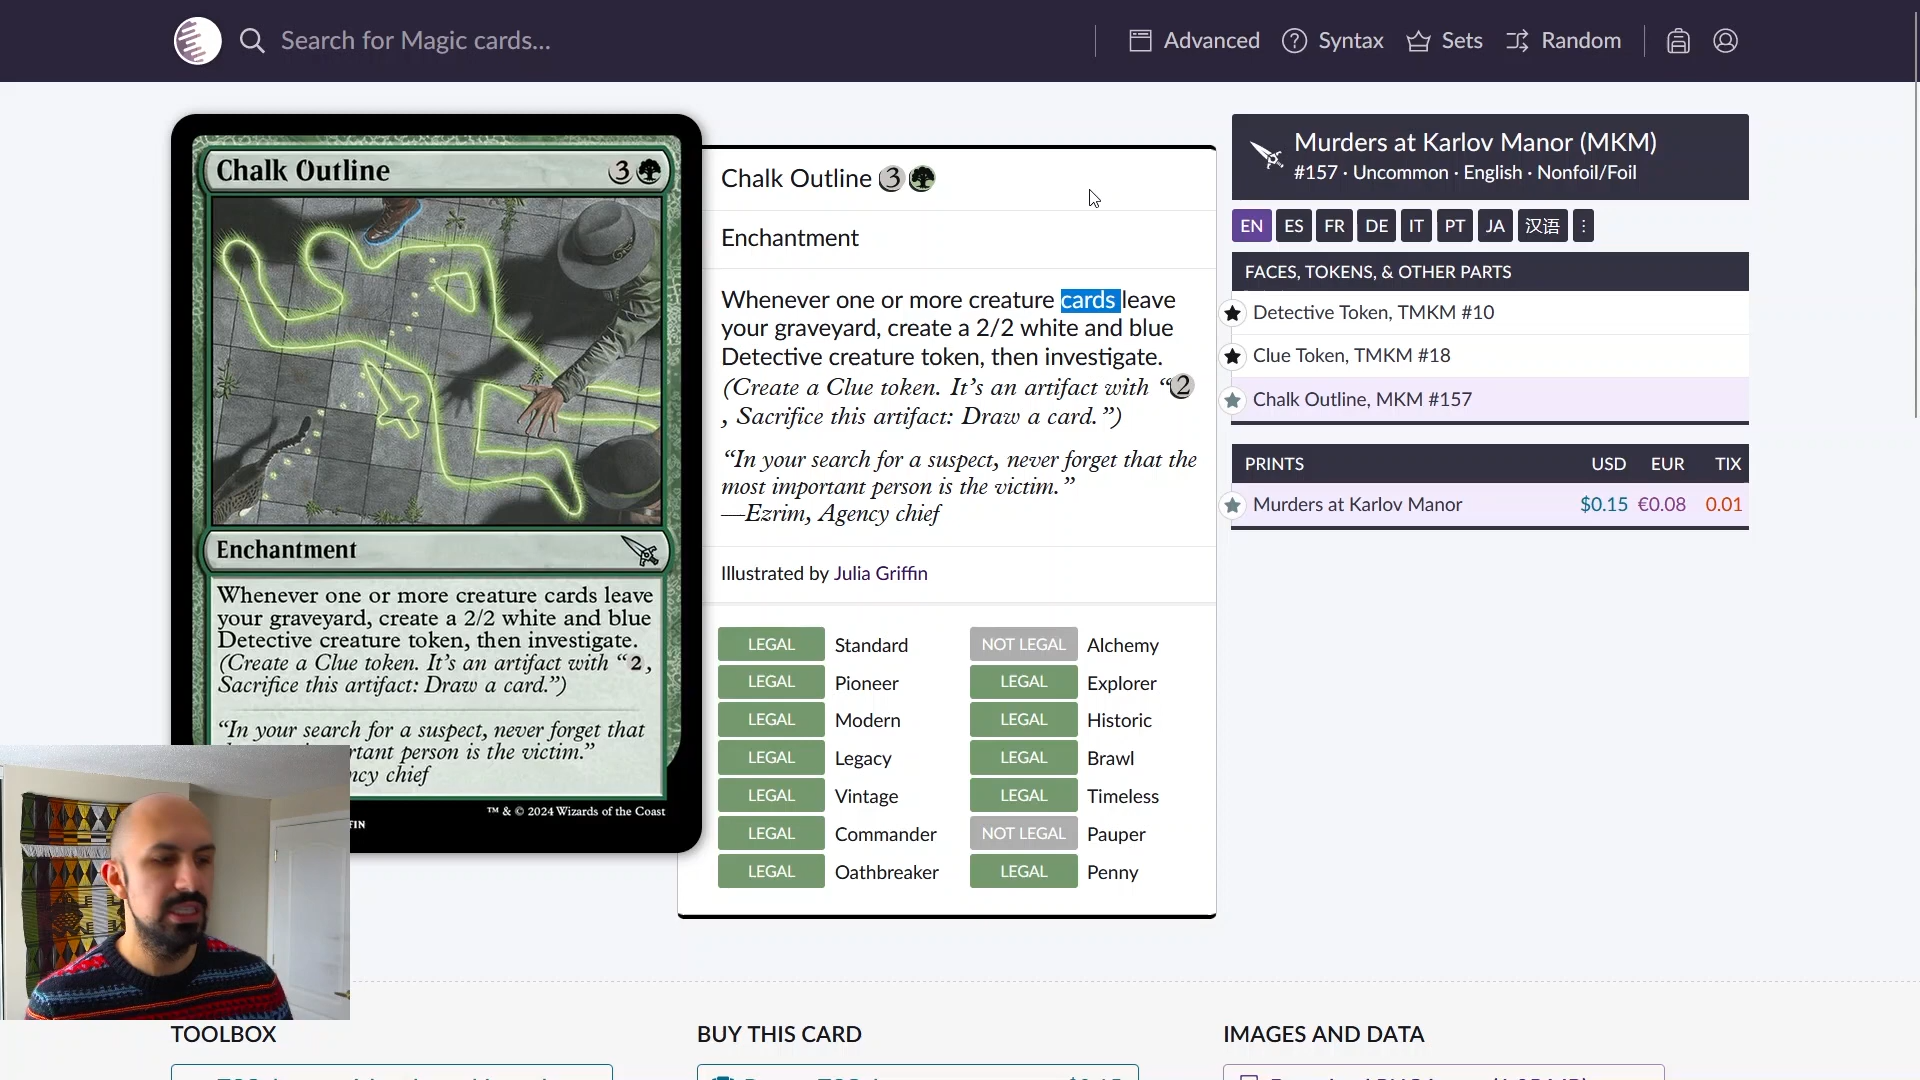 Search for Magic cards...
Advanced
Syntax
Sets
Random
Chalk Outline 3
Enchantment
Whenever one or more creature cards leave
your graveyard, create a 2/2 white and blue
Detective creature token, then investigate.
(Create a Clue token. It's an artifact with “2,
Sacrifice this artifact: Draw a card.”)
“In your search for a suspect, never forget that
rtant person is the victim.”
ncy chief
™ & © 2024 Wizards of the Coast
Chalk Outline 3
Enchantment
Whenever one or more creature cards leave
your graveyard, create a 2/2 white and blue
Detective creature token, then investigate.
(Create a Clue token. It’s an artifact with “2
, Sacrifice this artifact: Draw a card.”)
“In your search for a suspect, never forget that the
most important person is the victim.”
—Ezrim, Agency chief
Illustrated by Julia Griffin
LEGAL Standard NOT LEGAL Alchemy
LEGAL Pioneer LEGAL Explorer
LEGAL Modern LEGAL Historic
LEGAL Legacy LEGAL Brawl
LEGAL Vintage LEGAL Timeless
LEGAL Commander NOT LEGAL Pauper
LEGAL Oathbreaker LEGAL Penny
Murders at Karlov Manor (MKM)
#157 · Uncommon · English · Nonfoil/Foil
EN ES FR DE IT PT JA 汉语
FACES, TOKENS, & OTHER PARTS
Detective Token, TMKM #10
Clue Token, TMKM #18
Chalk Outline, MKM #157
PRINTS USD EUR TIX
Murders at Karlov Manor $0.15 €0.08 0.01
TOOLBOX
BUY THIS CARD
IMAGES AND DATA